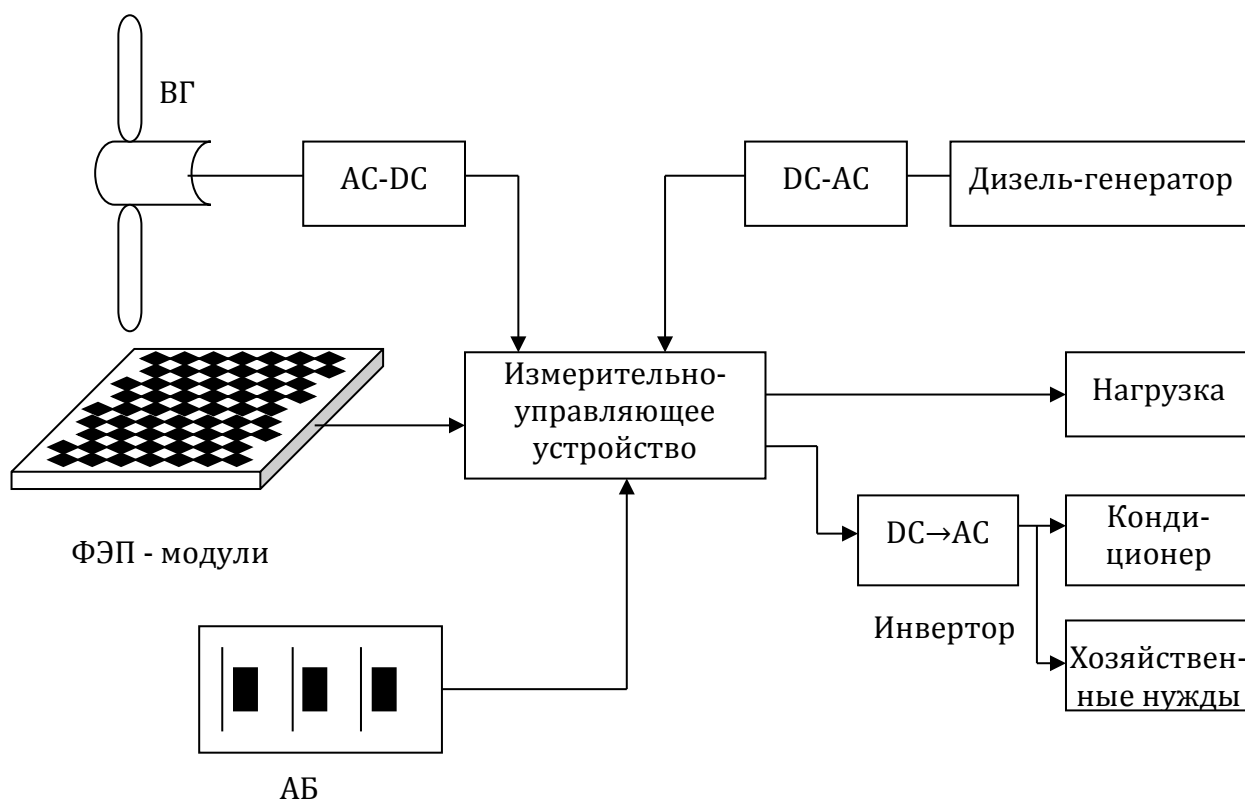 ВГ
AC-DC
DC-AC
Дизель-генератор
Измерительно-
управляющее
устройство
Нагрузка
ФЭП - модули
DC→AC
Инвертор
Конди-
ционер
Хозяйствен-
ные нужды
АБ